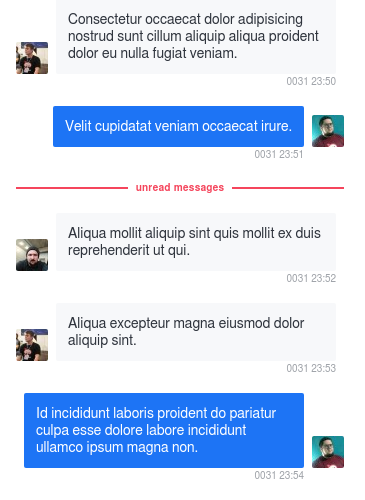 Consectetur occaecat dolor adipisicing
nostrud sunt cillum aliquip aliqua proident
dolor eu nulla fugiat veniam.
0031 23:50
Velit cupidatat veniam occaecat irure.
0031 23:51
unread messages
Aliqua mollit aliquip sint quis mollit ex duis
reprehenderit ut qui.
0031 23:52
Aliqua excepteur magna eiusmod dolor
aliquip sint.
0031 23:53
Id incididunt laboris proident do pariatur
culpa esse dolore labore incididunt
ullamco ipsum magna non.
0031 23:54